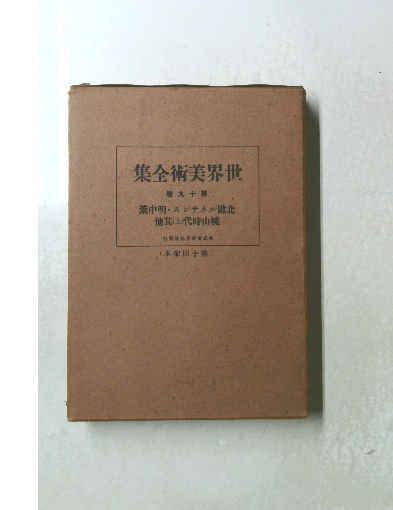 世界美術全集
第十九卷
北歐ルネサンス・明中葉
桃山時代(上)其他
(第十回配本)